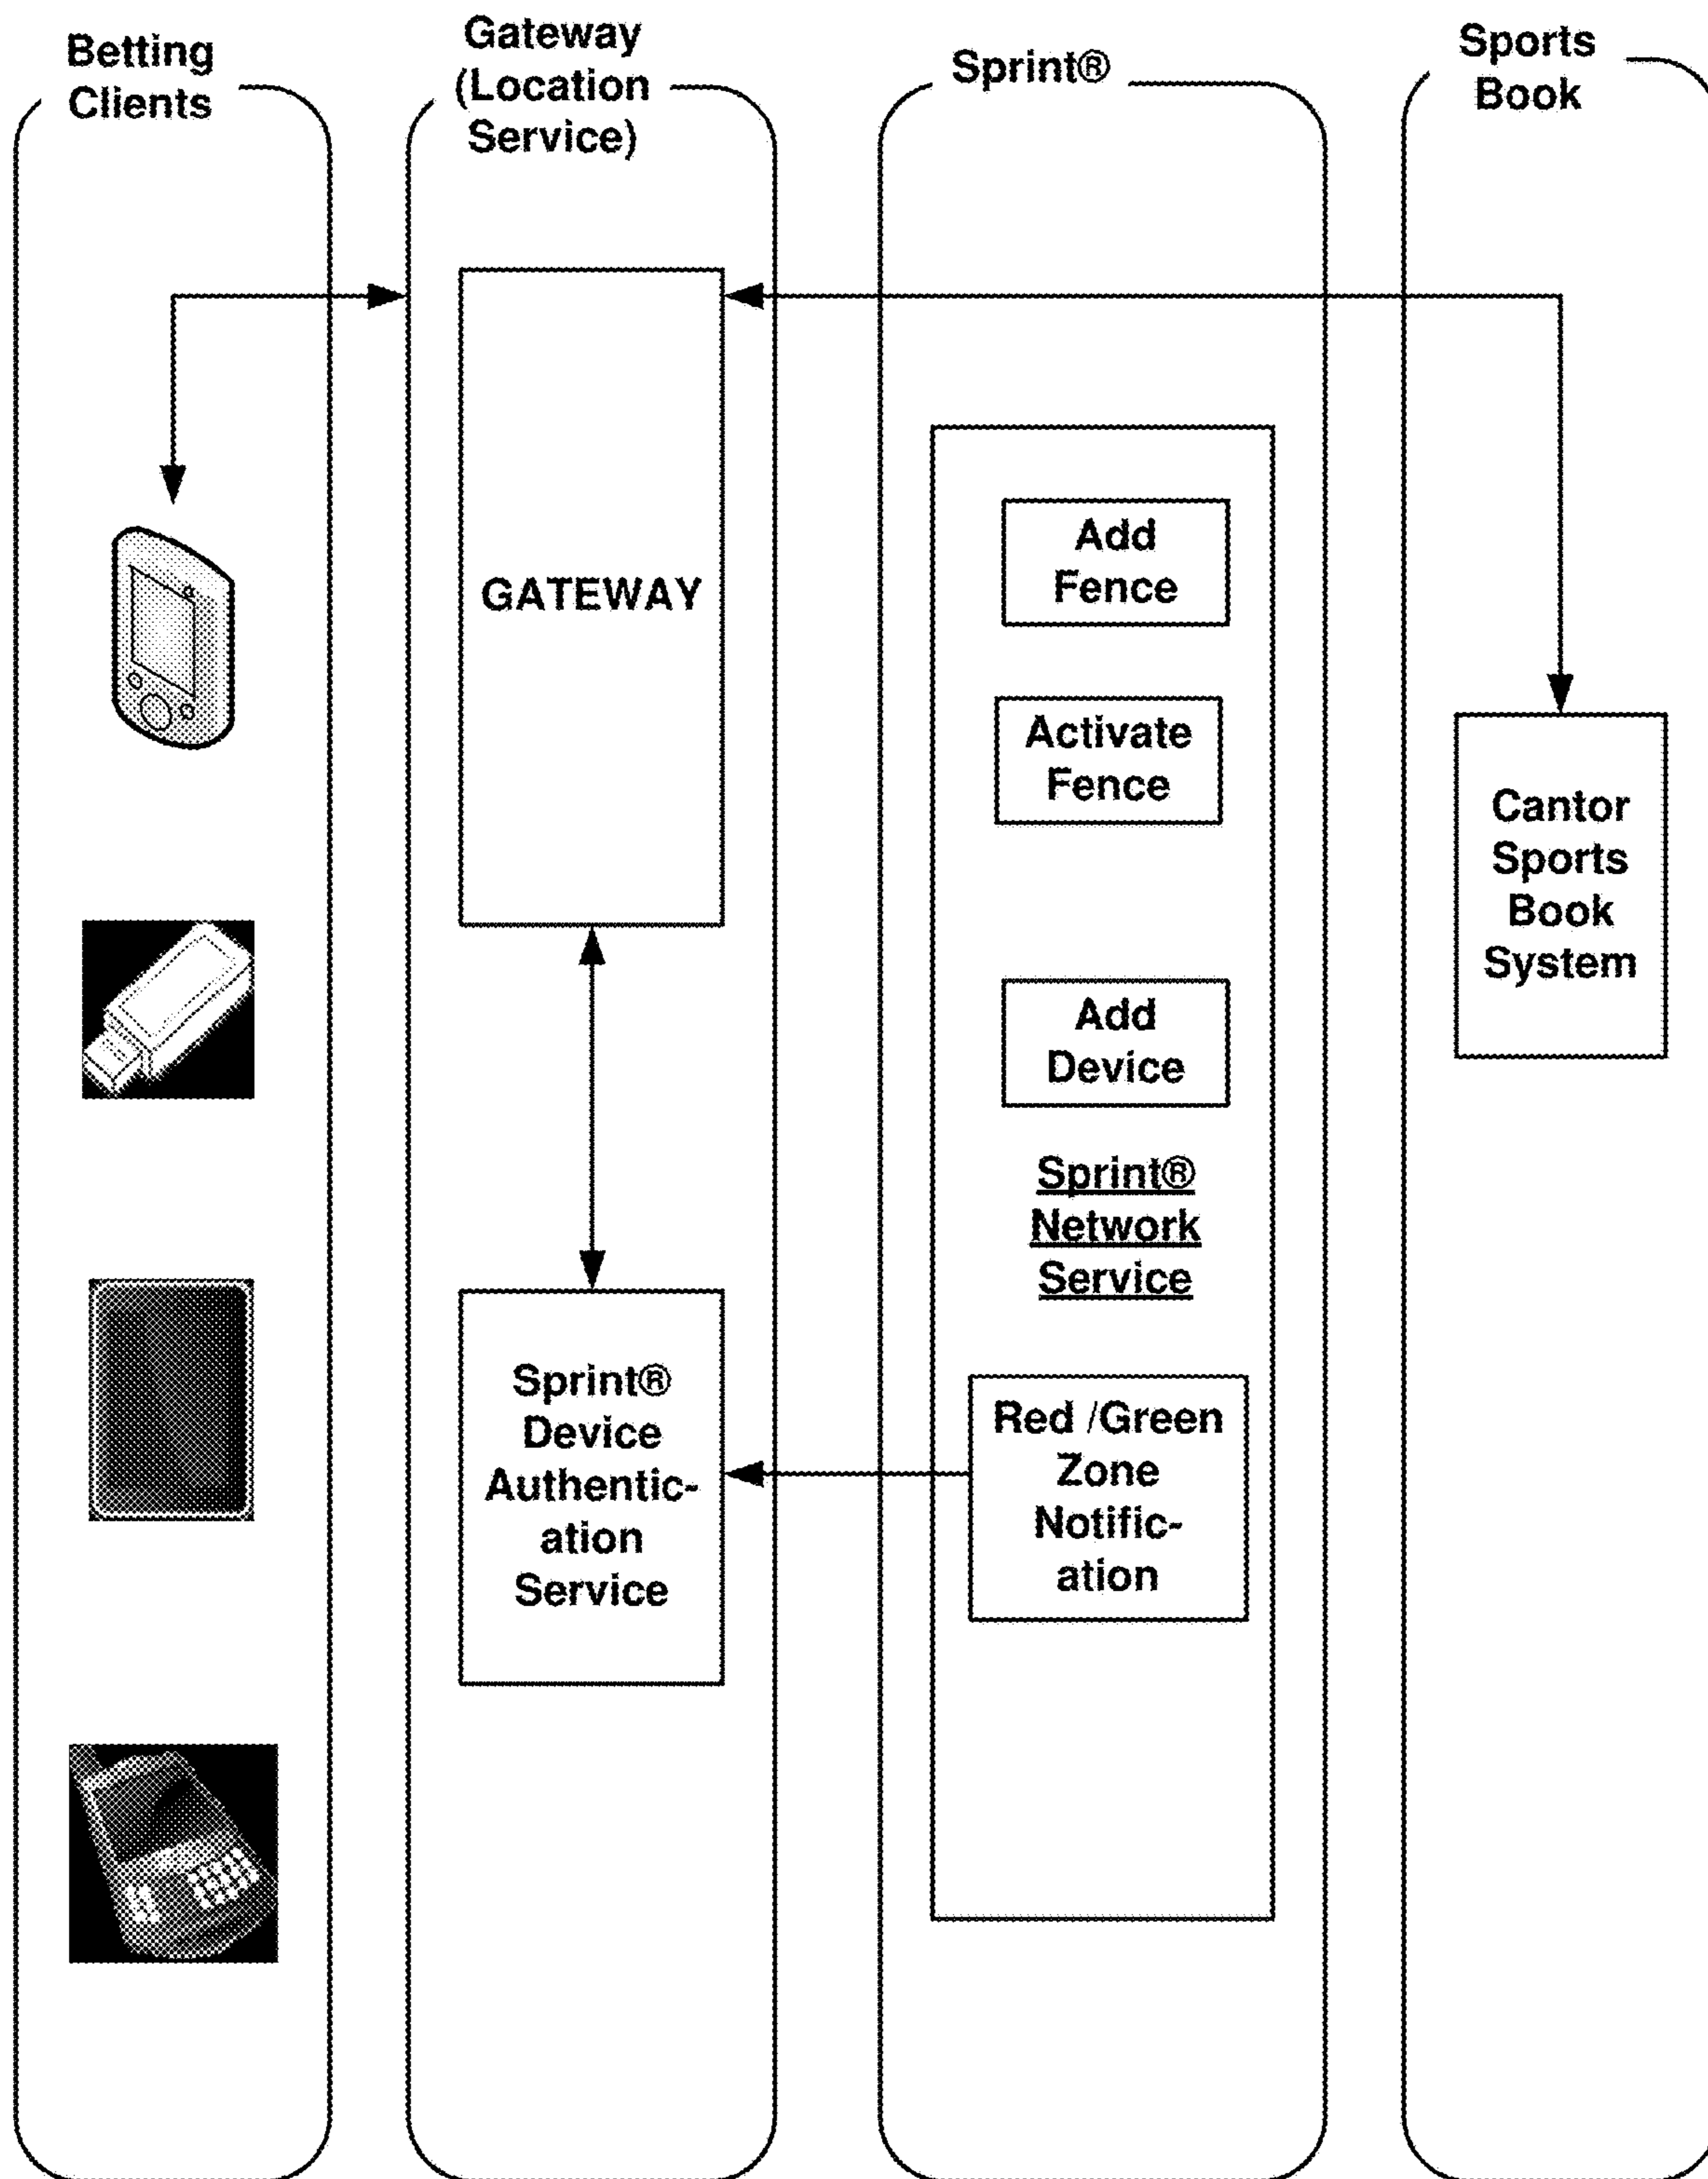 Betting
Clients
Gateway
(Location
Service)
Sprint®
Sports
Book
GATEWAY
Add
Fence
Activate
Fence
Cantor
Sports
Book
System
Add
Device
Sprint®
Network
Service
Sprint®
Device
Authentic-
ation
Service
Red /Green
Zone
Notific-
ation